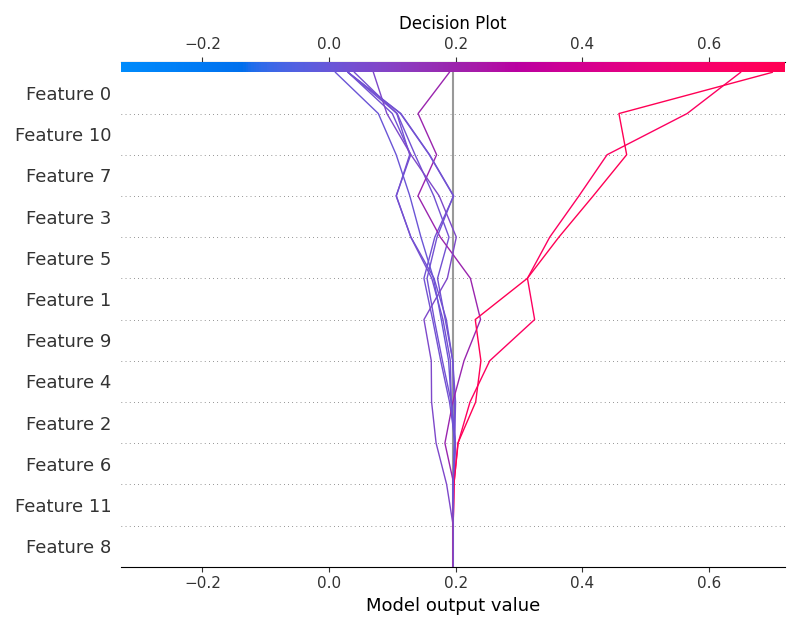 Decision Plot
−0.2 0.0 0.2 0.4 0.6
Feature 0
Feature 10
Feature 7
Feature 3
Feature 5
Feature 1
Feature 9
Feature 4
Feature 2
Feature 6
Feature 11
Feature 8
−0.2 0.0 0.2 0.4 0.6
Model output value